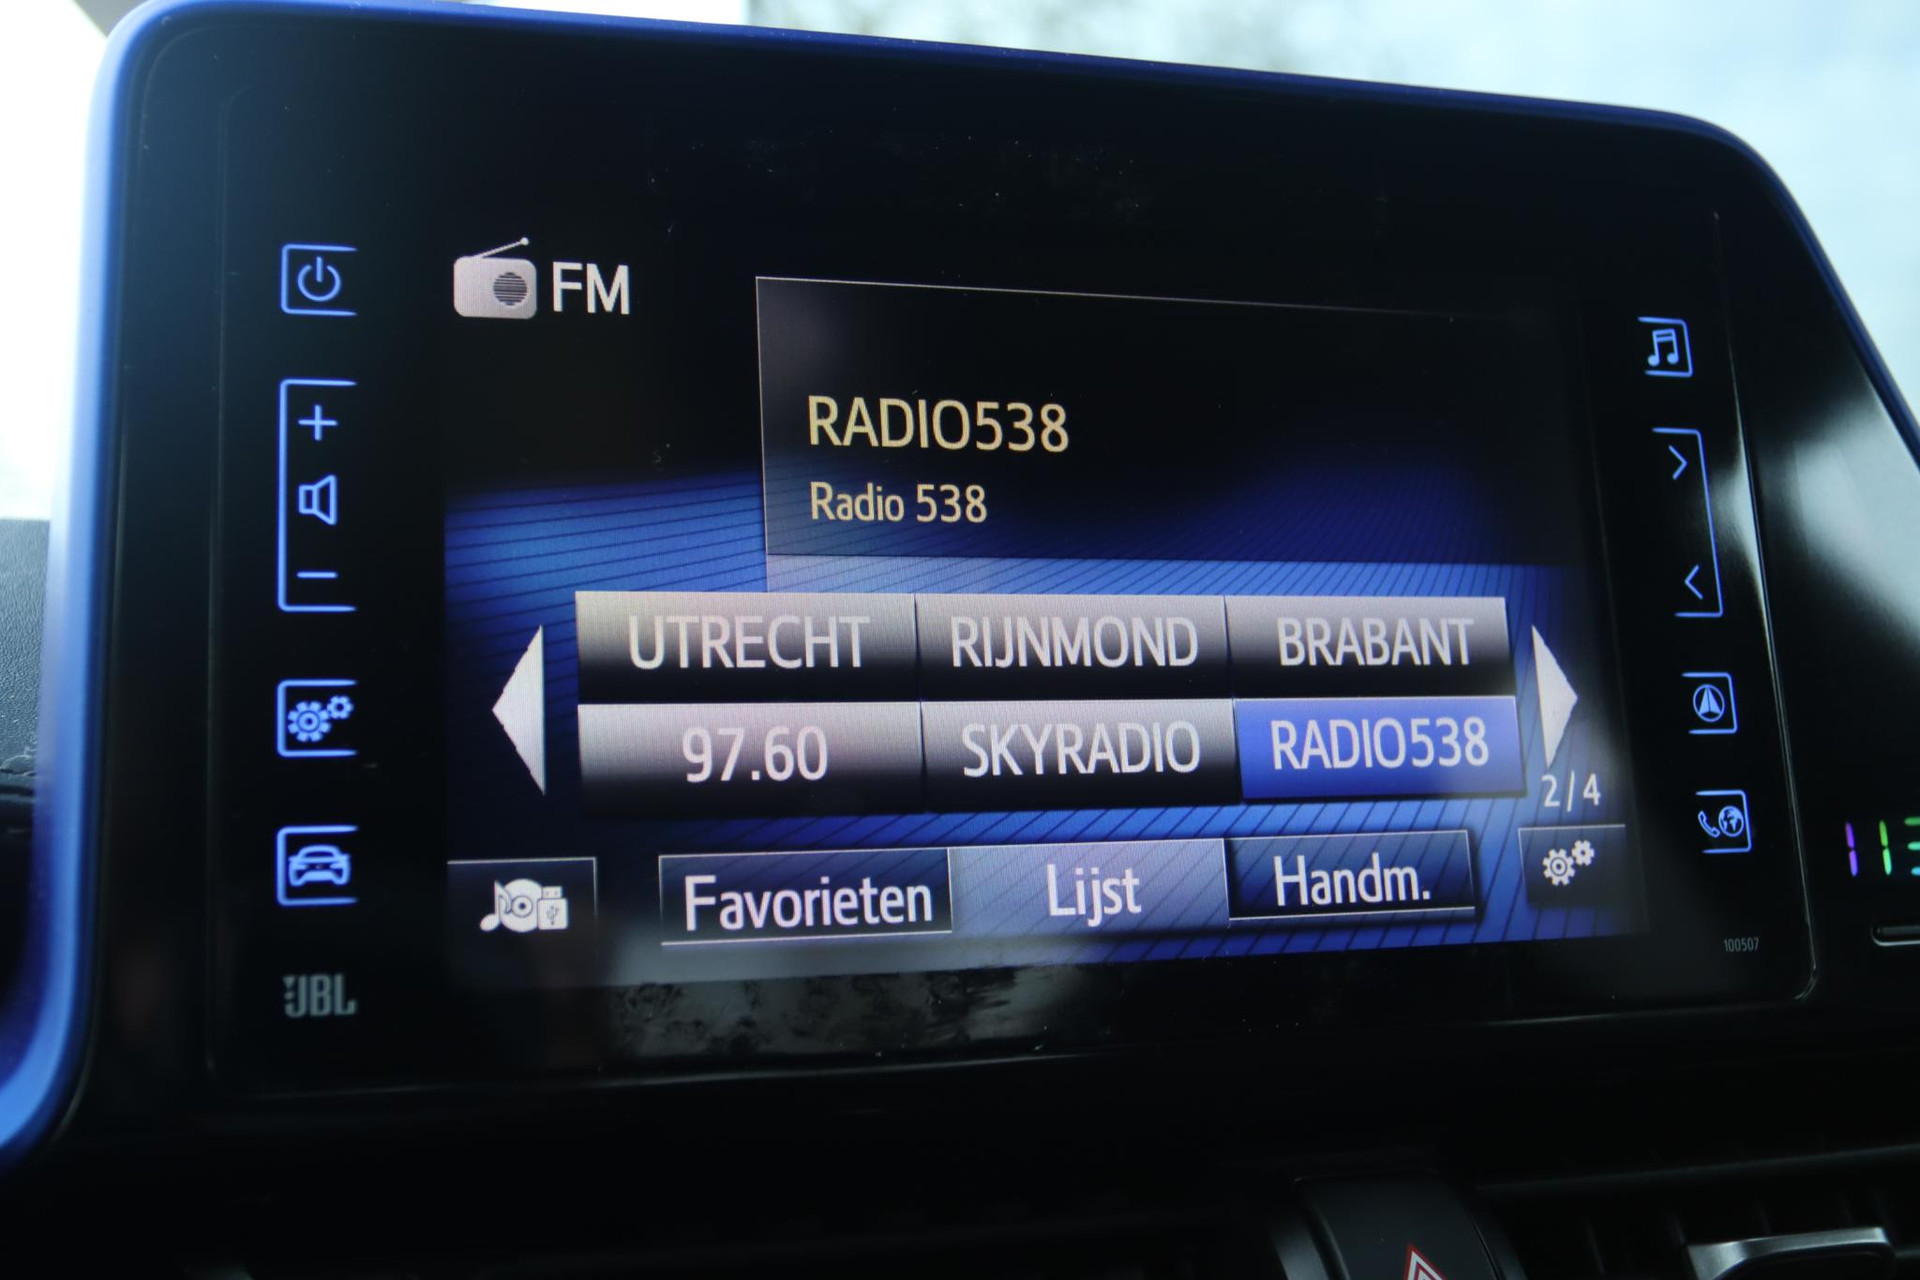 FM
RADIO538
Radio 538
UTRECHT RIJNMOND BRABANT
97.60 SKYRADIO RADIO538
2/4
Favorieten Lijst Handm.
100507
JBL